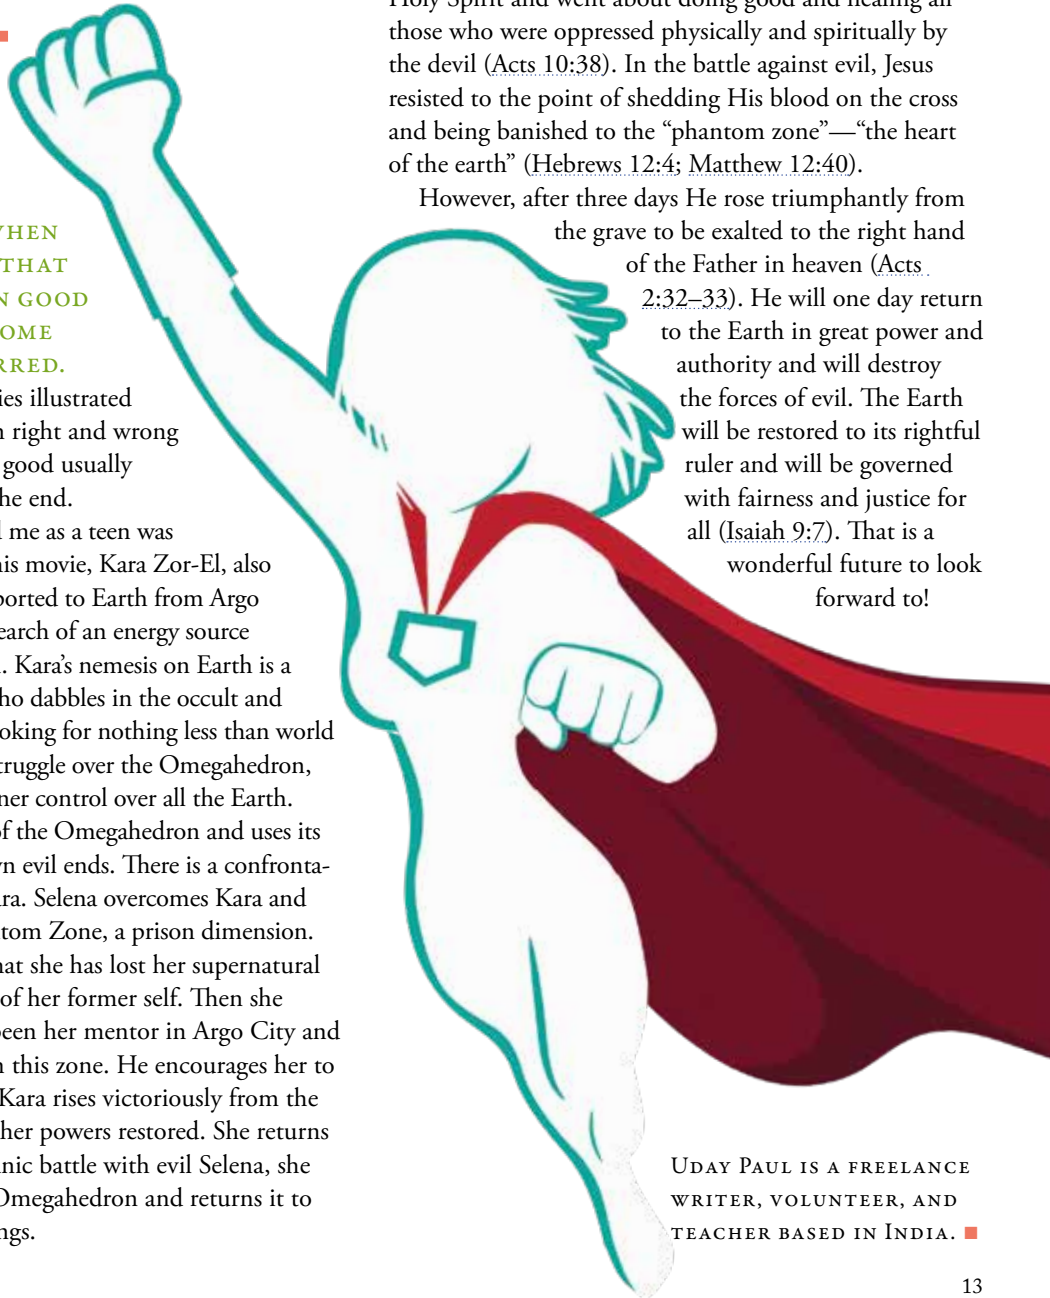 WHEN
THAT
N GOOD
OME
RRED.
ies illustrated
n right and wrong
good usually
he end.
l me as a teen was
his movie, Kara Zor-El, also
ported to Earth from Argo
earch of an energy source
. Kara’s nemesis on Earth is a
ho dabbles in the occult and
oking for nothing less than world
truggle over the Omegahedron,
ner control over all the Earth.
of the Omegahedron and uses its
n evil ends. There is a confronta-
ara. Selena overcomes Kara and
tom Zone, a prison dimension.
hat she has lost her supernatural
of her former self. Then she
been her mentor in Argo City and
n this zone. He encourages her to
Kara rises victoriously from the
her powers restored. She returns
nic battle with evil Selena, she
Omegahedron and returns it to
ngs.
Holy Spirit and went about doing good and healing all
those who were oppressed physically and spiritually by
the devil (Acts 10:38). In the battle against evil, Jesus
resisted to the point of shedding His blood on the cross
and being banished to the “phantom zone”—“the heart
of the earth” (Hebrews 12:4; Matthew 12:40).
However, after three days He rose triumphantly from
the grave to be exalted to the right hand
of the Father in heaven (Acts
2:32–33). He will one day return
to the Earth in great power and
authority and will destroy
the forces of evil. The Earth
will be restored to its rightful
ruler and will be governed
with fairness and justice for
all (Isaiah 9:7). That is a
wonderful future to look
forward to!
Uday Paul is a freelance
writer, volunteer, and
teacher based in India.
13